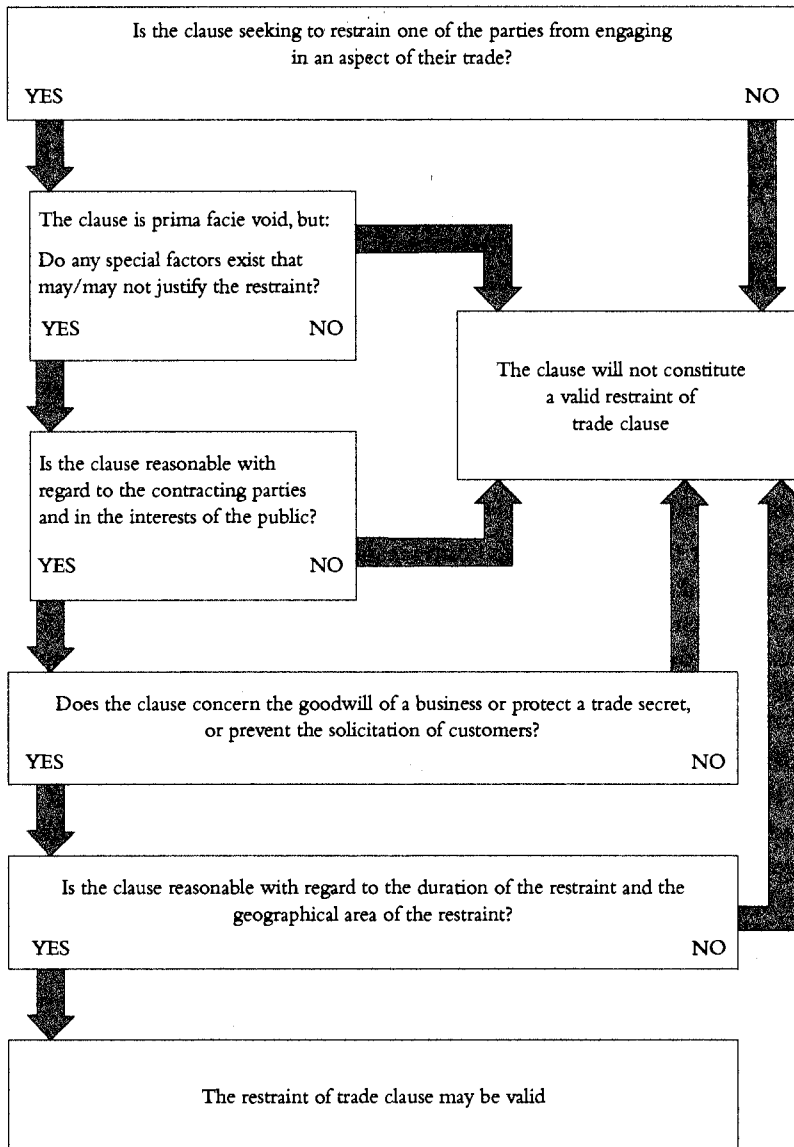 Is the clause seeking to restrain one of the parties from engaging
in an aspect of their trade?
YES
NO
The clause is prima facie void, but:
Do any special factors exist that
may/may not justify the restraint?
YES
NO
The clause will not constitute
a valid restraint of
trade clause
Is the clause reasonable with
regard to the contracting parties
and in the interests of the public?
YES
NO
Does the clause concern the goodwill of a business or protect a trade secret,
or prevent the solicitation of customers?
YES
NO
Is the clause reasonable with regard to the duration of the restraint and the
geographical area of the restraint?
YES
NO
The restraint of trade clause may be valid